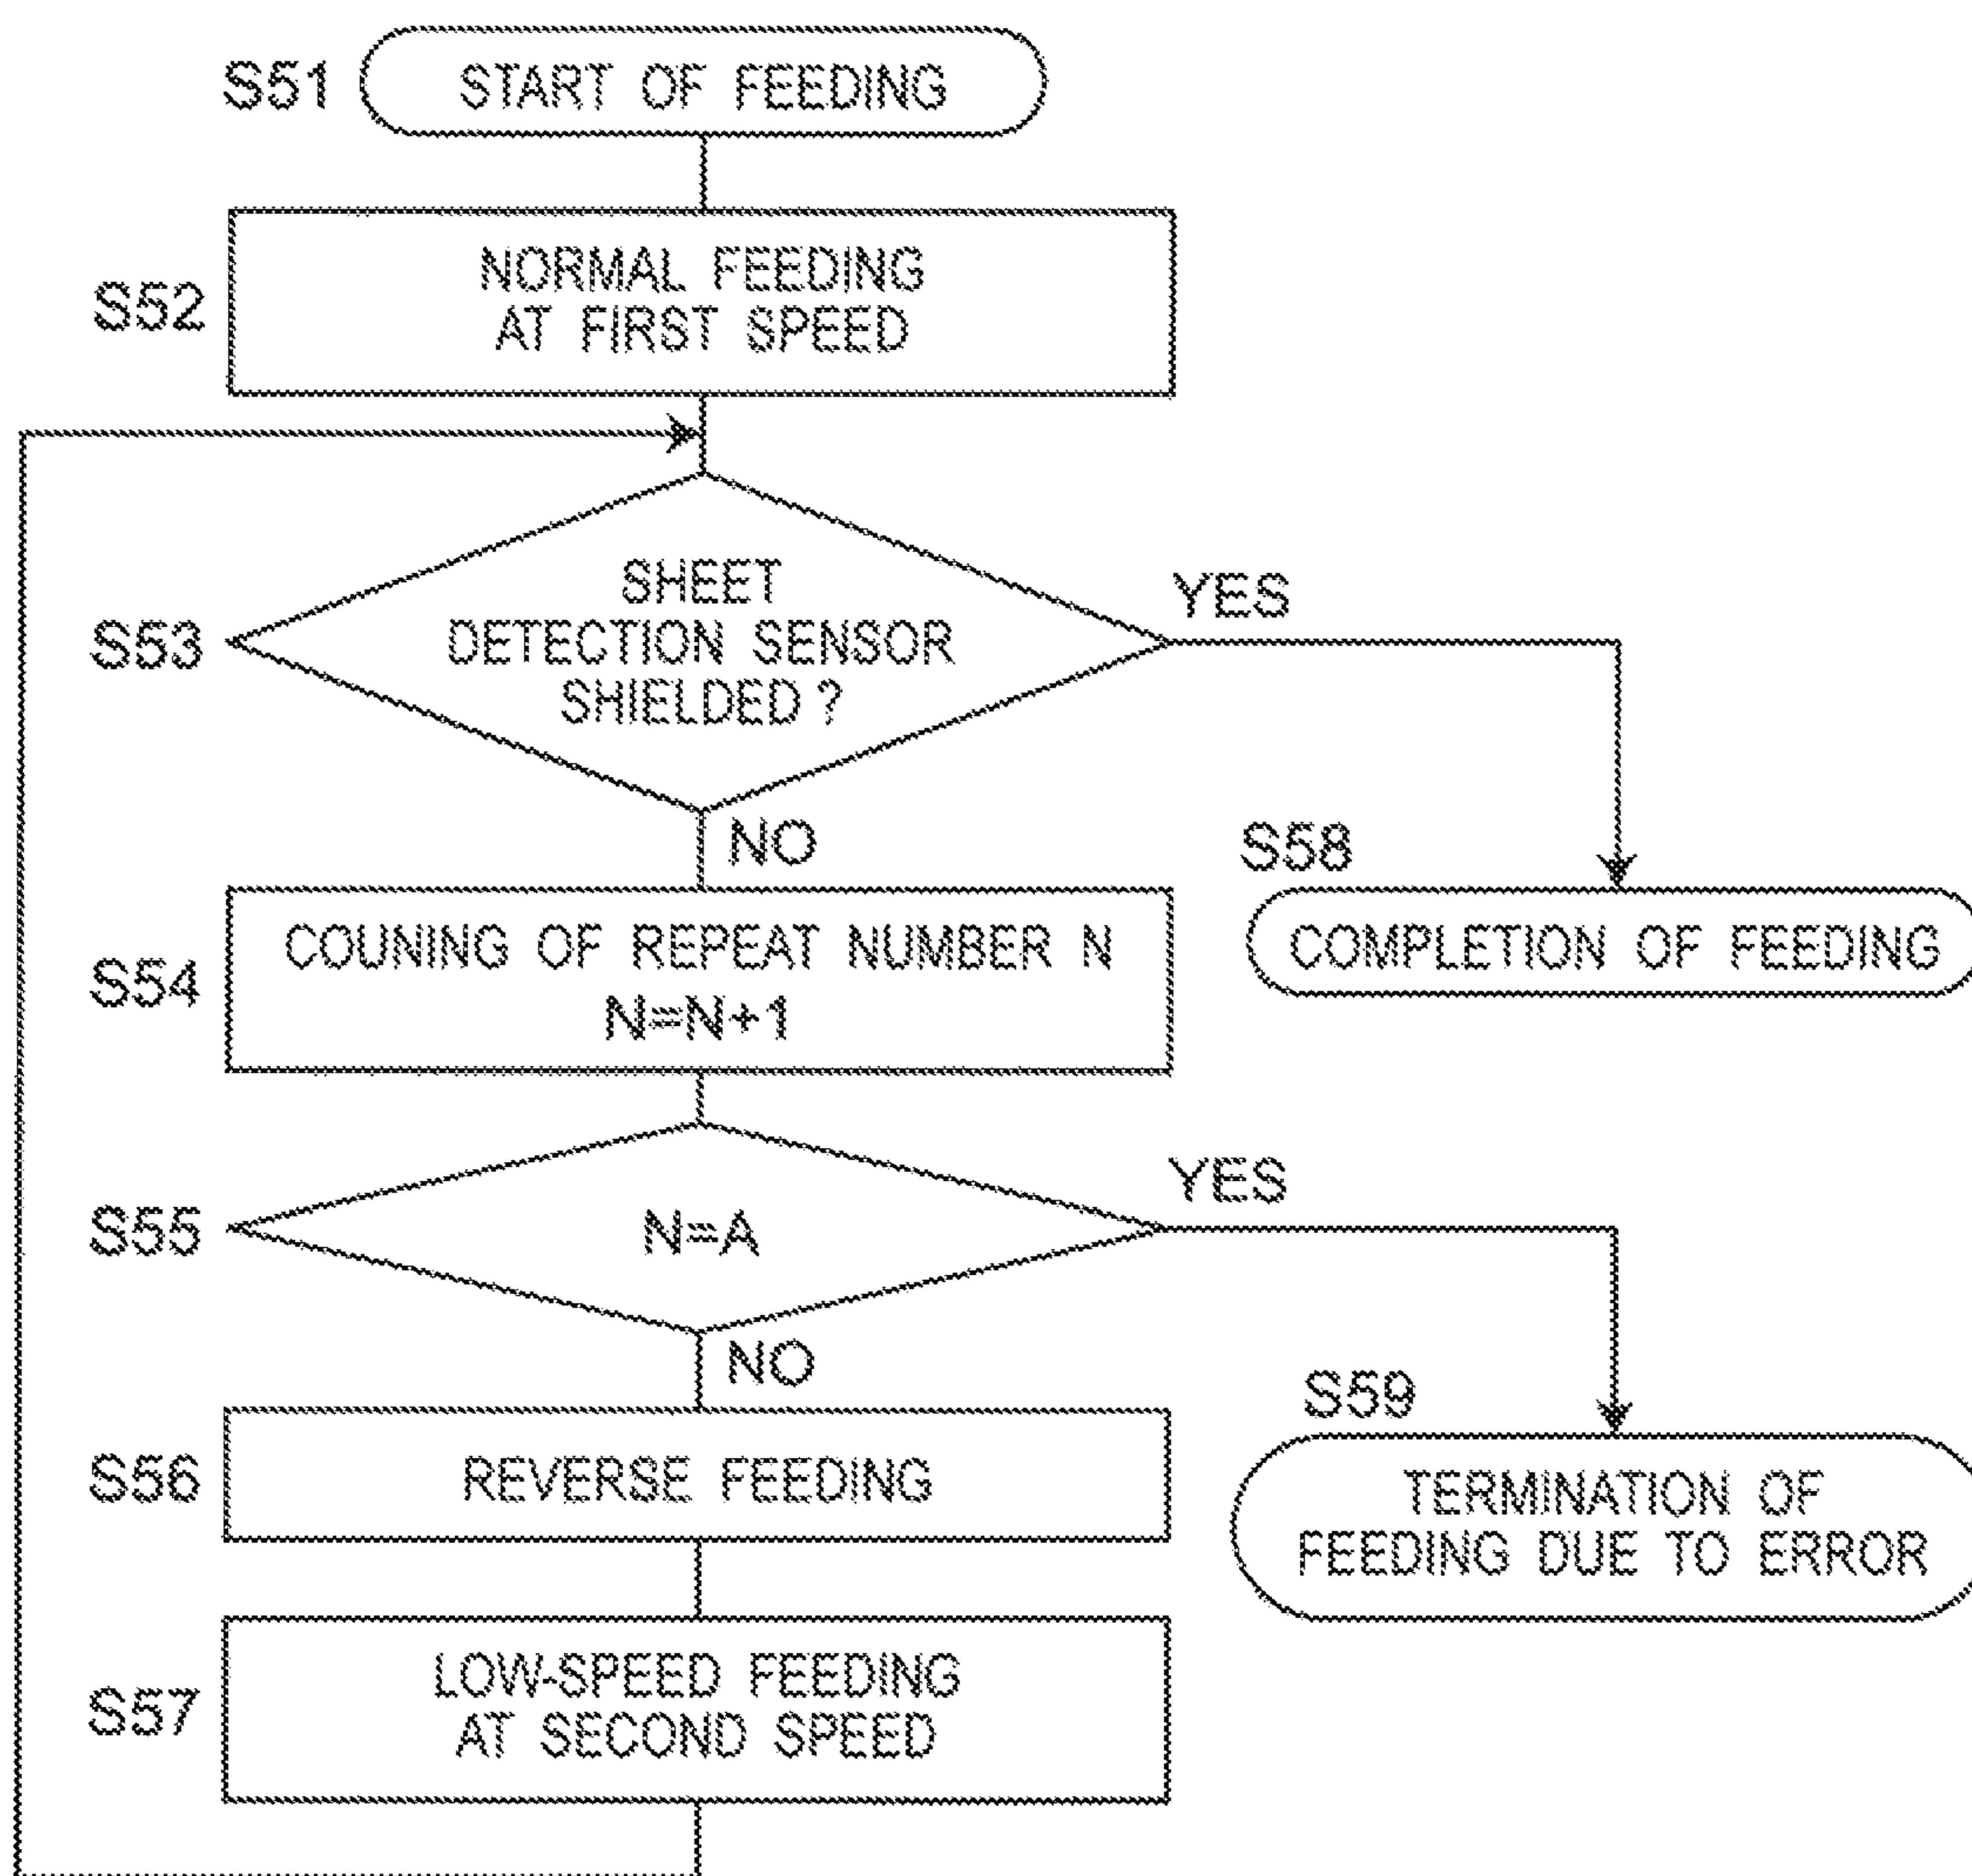 S51
START OF FEEDING
S52
NORMAL FEEDING
AT FIRST SPEED
S53
SHEET
DETECTION SENSOR
SHIELDED ?
YES
NO
S58
COMPLETION OF FEEDING
S54
COUNING OF REPEAT NUMBER N
N=N+1
S55
N=A
YES
NO
S59
TERMINATION OF
FEEDING DUE TO ERROR
S56
REVERSE FEEDING
S57
LOW-SPEED FEEDING
AT SECOND SPEED